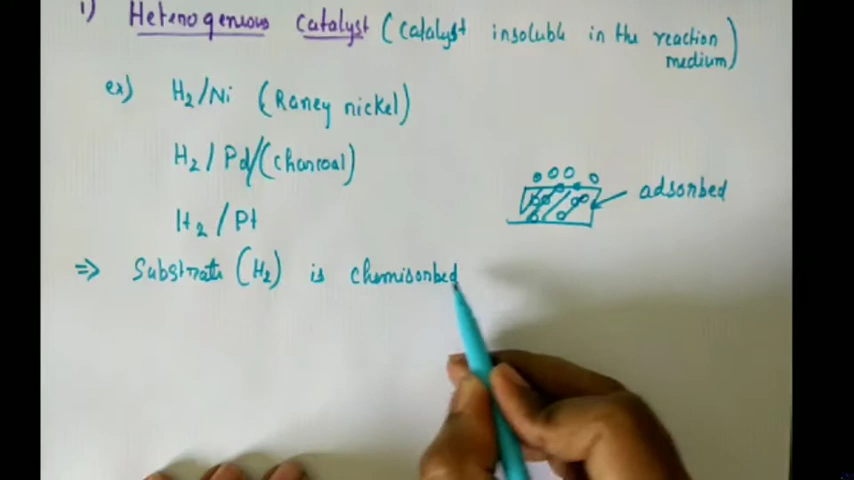 1) Heterogenuous catalyst (catalyst insoluble in the reaction medium)
ex) H2/Ni (Raney nickel)
H2/Pd/(charcoal)
adsorbed
H2/Pt
⇒ Substrate (H2) is chemisorbed